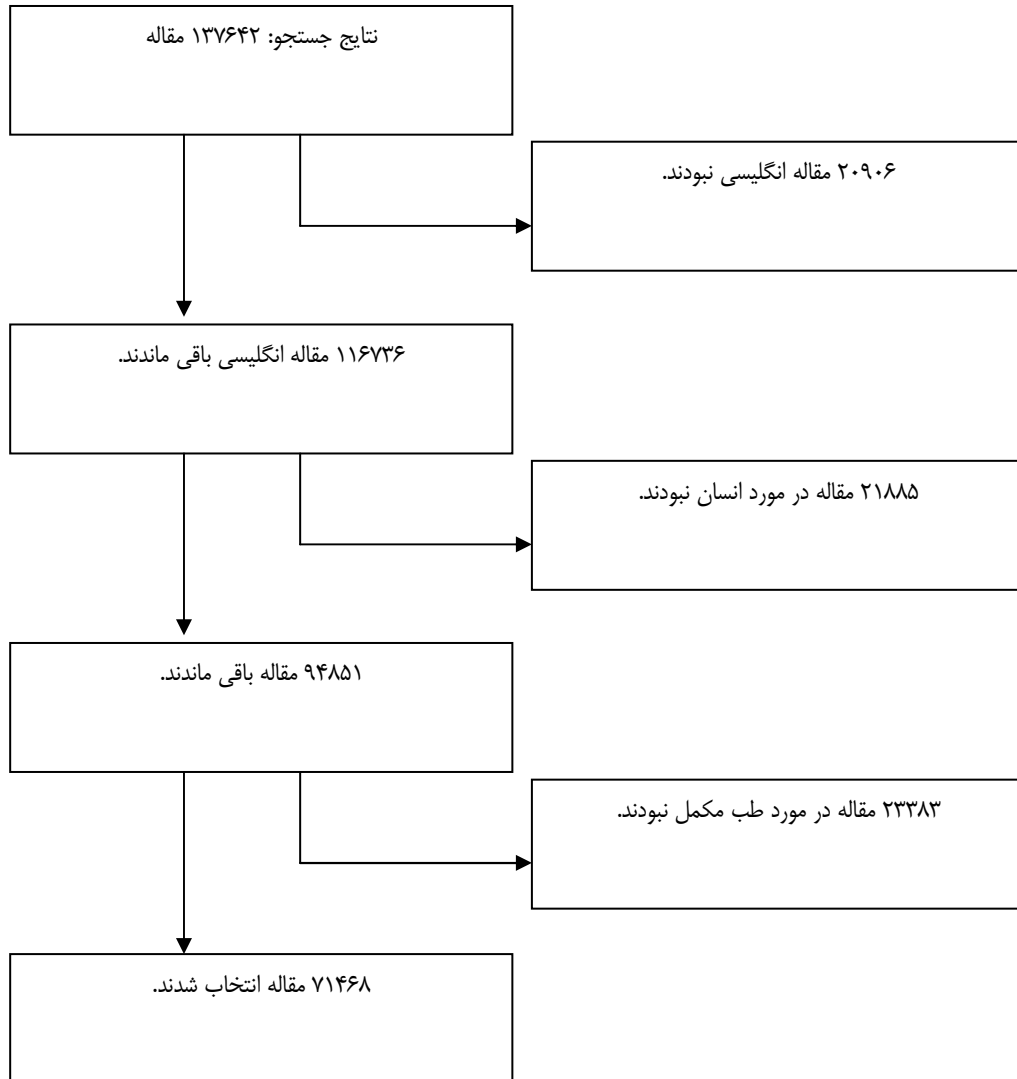 نتایج جستجو: ۱۳۷۶۴۲ مقاله
۲۰۹۰۶ مقاله انگلیسی نبودند.
۱۱۶۷۳۶ مقاله انگلیسی باقی ماندند.
۲۱۸۸۵ مقاله در مورد انسان نبودند.
۹۴۸۵۱ مقاله باقی ماندند.
۲۳۳۸۳ مقاله در مورد طب مکمل نبودند.
۷۱۴۶۸ مقاله انتخاب شدند.